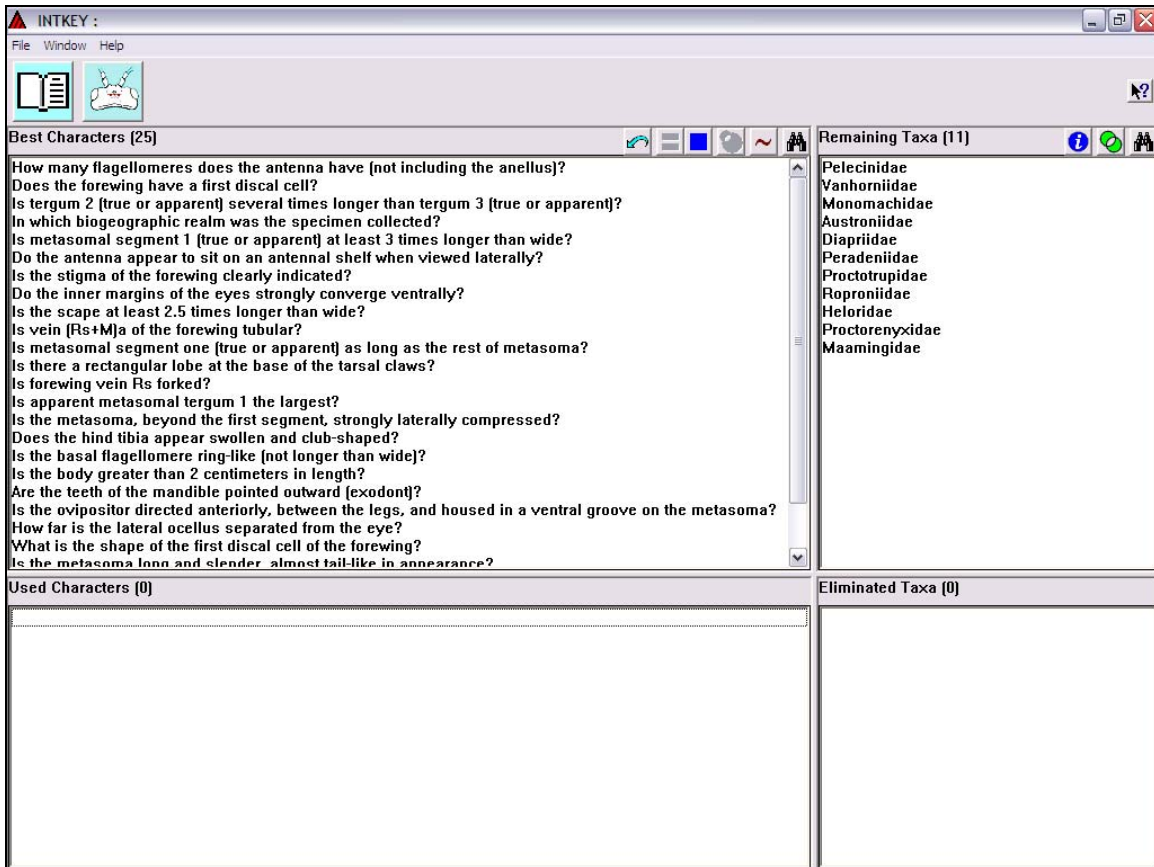 INTKEY :
File Window Help
Best Characters (25)
How many flagellomeres does the antenna have (not including the anellus)?
Does the forewing have a first discal cell?
Is tergum 2 (true or apparent) several times longer than tergum 3 (true or apparent)?
In which biogeographic realm was the specimen collected?
Is metasomal segment 1 (true or apparent) at least 3 times longer than wide?
Do the antenna appear to sit on an antennal shelf when viewed laterally?
Is the stigma of the forewing clearly indicated?
Do the inner margins of the eyes strongly converge ventrally?
Is the scape at least 2.5 times longer than wide?
Is vein (Rs+M)a of the forewing tubular?
Is metasomal segment one (true or apparent) as long as the rest of metasoma?
Is there a rectangular lobe at the base of the tarsal claws?
Is forewing vein Rs forked?
Is apparent metasomal tergum 1 the largest?
Is the metasoma, beyond the first segment, strongly laterally compressed?
Does the hind tibia appear swollen and club-shaped?
Is the basal flagellomere ring-like (not longer than wide)?
Is the body greater than 2 centimeters in length?
Are the teeth of the mandible pointed outward (exodont)?
Is the ovipositor directed anteriorly, between the legs, and housed in a ventral groove on the metasoma?
How far is the lateral ocellus separated from the eye?
What is the shape of the first discal cell of the forewing?
Is the metasoma long and slender, almost tail-like in appearance?
Remaining Taxa (11)
Pelecinidae
Vanhorniidae
Monomachidae
Austroniidae
Diapriidae
Peradeniidae
Proctotrupidae
Roproniidae
Heloridae
Proctorenyxidae
Maamingidae
Used Characters (0)
Eliminated Taxa (0)